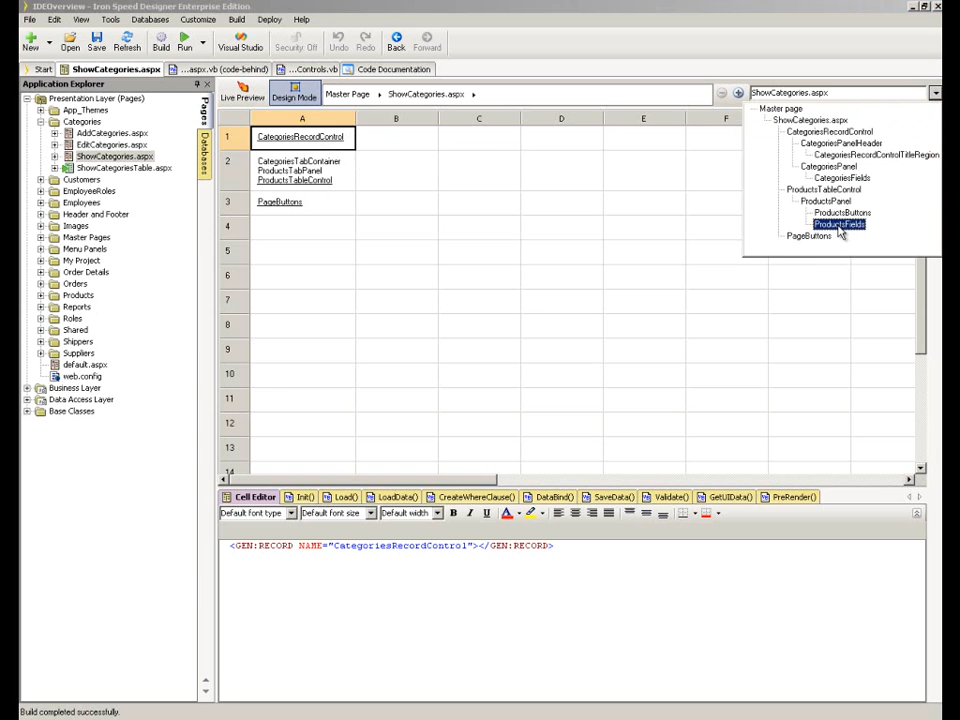 IDEOverview - Iron Speed Designer Enterprise Edition
File Edit View Tools Databases Customize Build Deploy Help
New Open Save Refresh Build Run Visual Studio Security: Off Undo Redo Back Forward
Start ShowCategories.aspx ...aspx.vb (code-behind) ...Controls.vb Code Documentation
Application Explorer
Pages
Databases
Presentation Layer (Pages)
App_Themes
Categories
AddCategories.aspx
EditCategories.aspx
ShowCategories.aspx
ShowCategoriesTable.aspx
Customers
EmployeeRoles
Employees
Header and Footer
Images
Master Pages
Menu Panels
My Project
Order Details
Orders
Products
Reports
Roles
Shared
Shippers
Suppliers
default.aspx
web.config
Business Layer
Data Access Layer
Base Classes
Live Preview Design Mode Master Page ShowCategories.aspx
ShowCategories.aspx
Master page
ShowCategories.aspx
CategoriesRecordControl
CategoriesPanelHeader
CategoriesRecordControlTitleRegion
CategoriesPanel
CategoriesFields
ProductsTableControl
ProductsPanel
ProductsButtons
ProductsFields
PageButtons
A B C D E F
1 CategoriesRecordControl
2 CategoriesTabContainer
ProductsTabPanel
ProductsTableControl
3 PageButtons
4
5
6
7
8
9
10
11
12
13
14
Cell Editor Init() Load() LoadData() CreateWhereClause() DataBind() SaveData() Validate() GetUIData() PreRender()
Default font type Default font size Default width B I U A
<GEN:RECORD NAME="CategoriesRecordControl"></GEN:RECORD>
Build completed successfully.